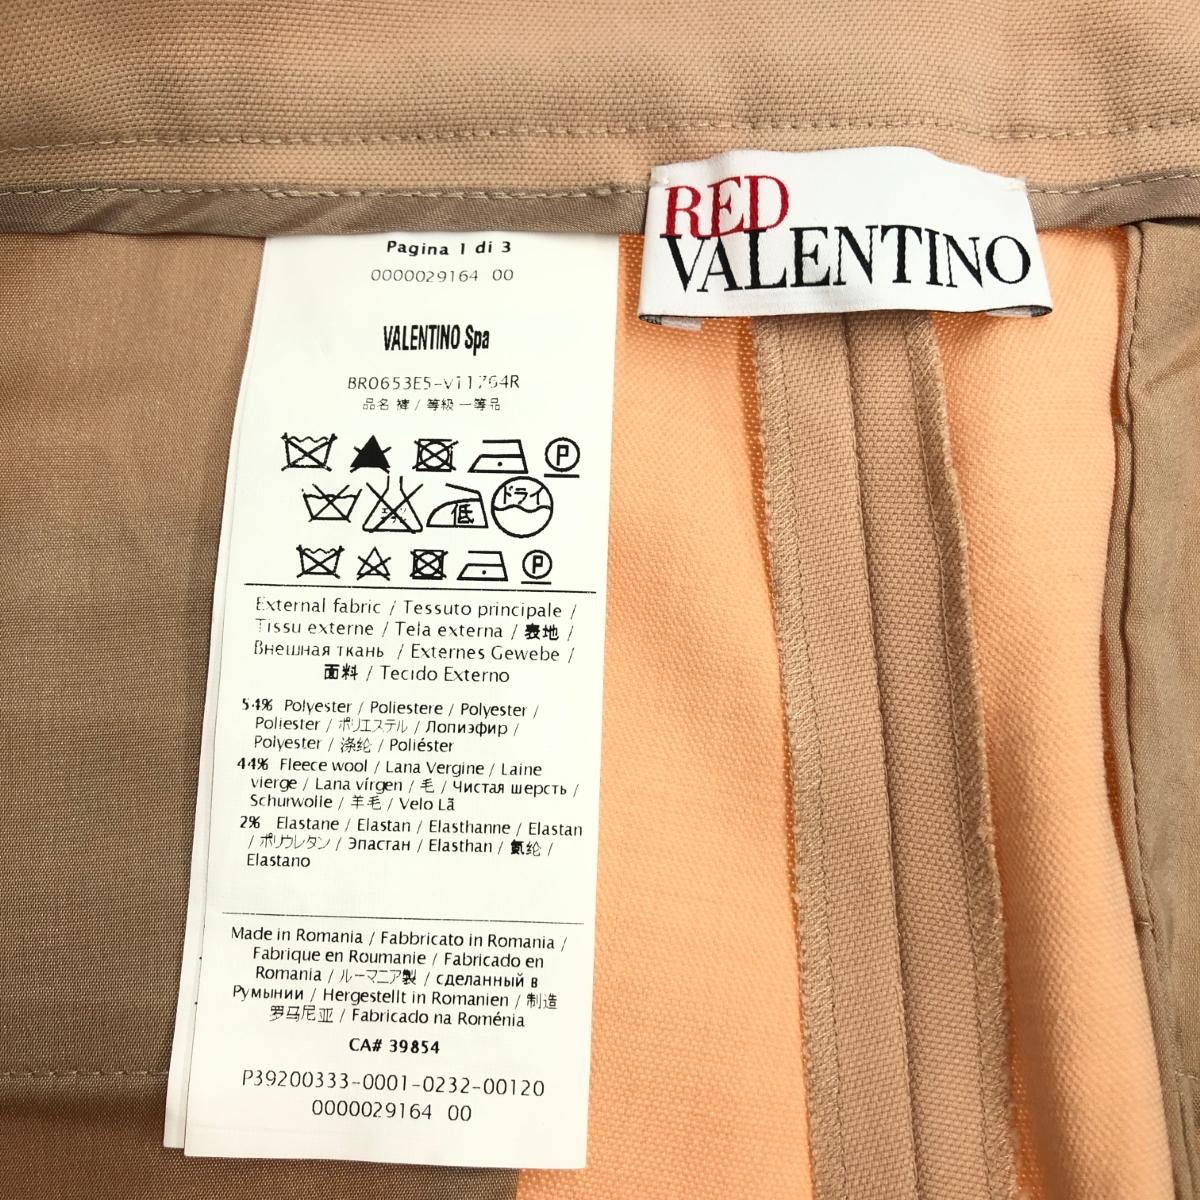 RED
VALENTINO
Pagina 1 di 3
0000029164 00
VALENTINO Spa
BR0653E5-V11764R
品名 裤 / 等級 一等品
P
ドライ
低
P
External fabric / Tessuto principale /
Tissu externe / Tela externa / 表地 /
Внешная ткань / Externes Gewebe /
面料 / Tecido Externo
54% Polyester / Poliestere / Polyester /
Poliester / ポリエステル / Лопиэфир /
Polyester / 涤纶 / Poliéster
44% Fleece wool / Lana Vergine / Laine
vierge / Lana vírgen / 毛 / Чистая шерсть /
Schurwolle / 羊毛 / Velo Lã
2% Elastane / Elastan / Elasthanne / Elastan
/ ポリウレタン / Эластан / Elasthan / 氨纶 /
Elastano
Made in Romania / Fabbricato in Romania /
Fabrique en Roumanie / Fabricado en
Romania / ルーマニア製 / сделанный в
Румынии / Hergestellt in Romanien / 制造
罗马尼亚 / Fabricado na Roménia
CA# 39854
P39200333-0001-0232-00120
0000029164 00